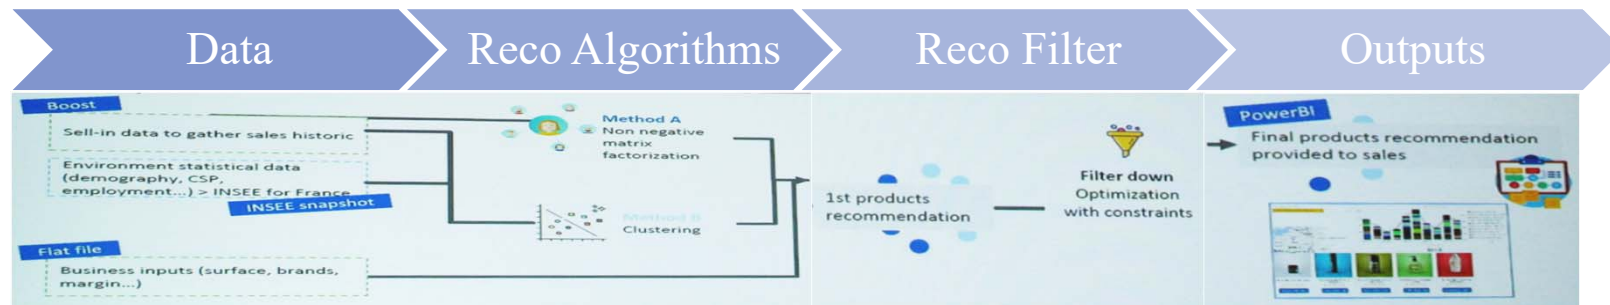 Data
Reco Algorithms
Reco Filter
Outputs
Boost
Sell-in data to gather sales historic
Environment statistical data
(demography, CSP,
employment...) > INSEE for France
INSEE snapshot
Flat file
Business inputs (surface, brands,
margin...)
Method A
Non negative
matrix
factorization
Method B
Clustering
1st products
recommendation
Filter down
Optimization
with constraints
PowerBI
Final products recommendation
provided to sales